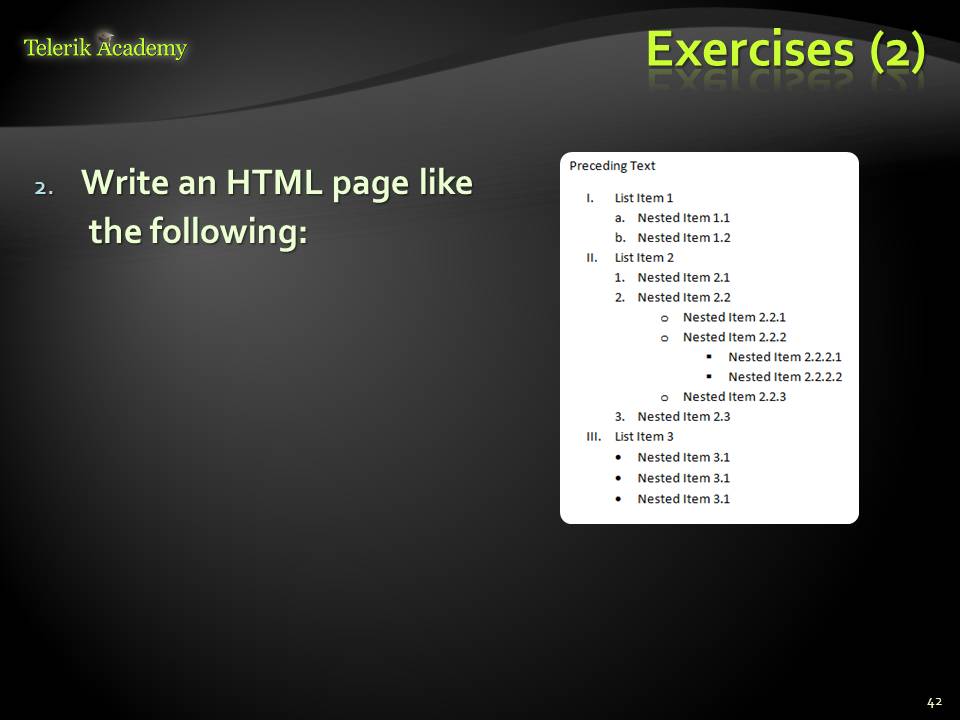 Telerik Academy
Exercises (2)
2. Write an HTML page like
the following:
Preceding Text
I. List Item 1
a. Nested Item 1.1
b. Nested Item 1.2
II. List Item 2
1. Nested Item 2.1
2. Nested Item 2.2
o Nested Item 2.2.1
o Nested Item 2.2.2
▪ Nested Item 2.2.2.1
▪ Nested Item 2.2.2.2
o Nested Item 2.2.3
3. Nested Item 2.3
III. List Item 3
• Nested Item 3.1
• Nested Item 3.1
• Nested Item 3.1
42